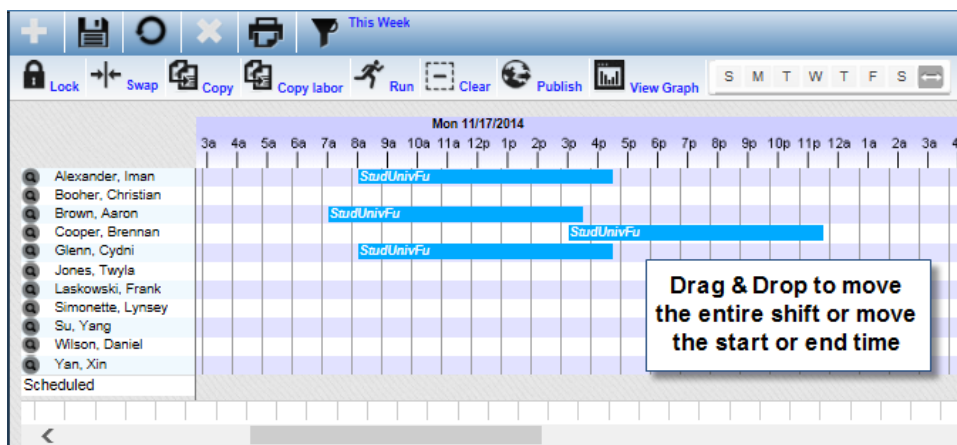 This Week
Lock Swap Copy Copy labor Run Clear Publish View Graph S M T W T F S
Mon 11/17/2014
3a 4a 5a 6a 7a 8a 9a 10a 11a 12p 1p 2p 3p 4p 5p 6p 7p 8p 9p 10p 11p 12a 1a 2a 3a 4
Alexander, Iman StudUnivFu
Booher, Christian
Brown, Aaron StudUnivFu
Cooper, Brennan StudUnivFu
Glenn, Cydni StudUnivFu
Jones, Twyla
Laskowski, Frank
Simonette, Lynsey
Su, Yang
Wilson, Daniel
Yan, Xin
Scheduled
Drag & Drop to move
the entire shift or move
the start or end time